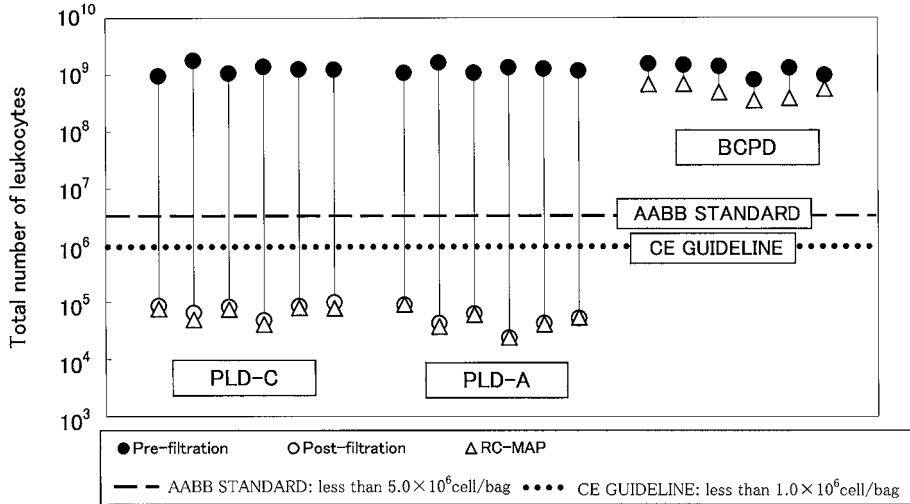 Total number of leukocytes
10^10
10^9
10^8
10^7
10^6
10^5
10^4
10^3
BCPD
AABB STANDARD
CE GUIDELINE
PLD-C
PLD-A
●Pre-filtration ○Post-filtration △RC-MAP
AABB STANDARD: less than 5.0×10^6cell/bag
CE GUIDELINE: less than 1.0×10^6cell/bag